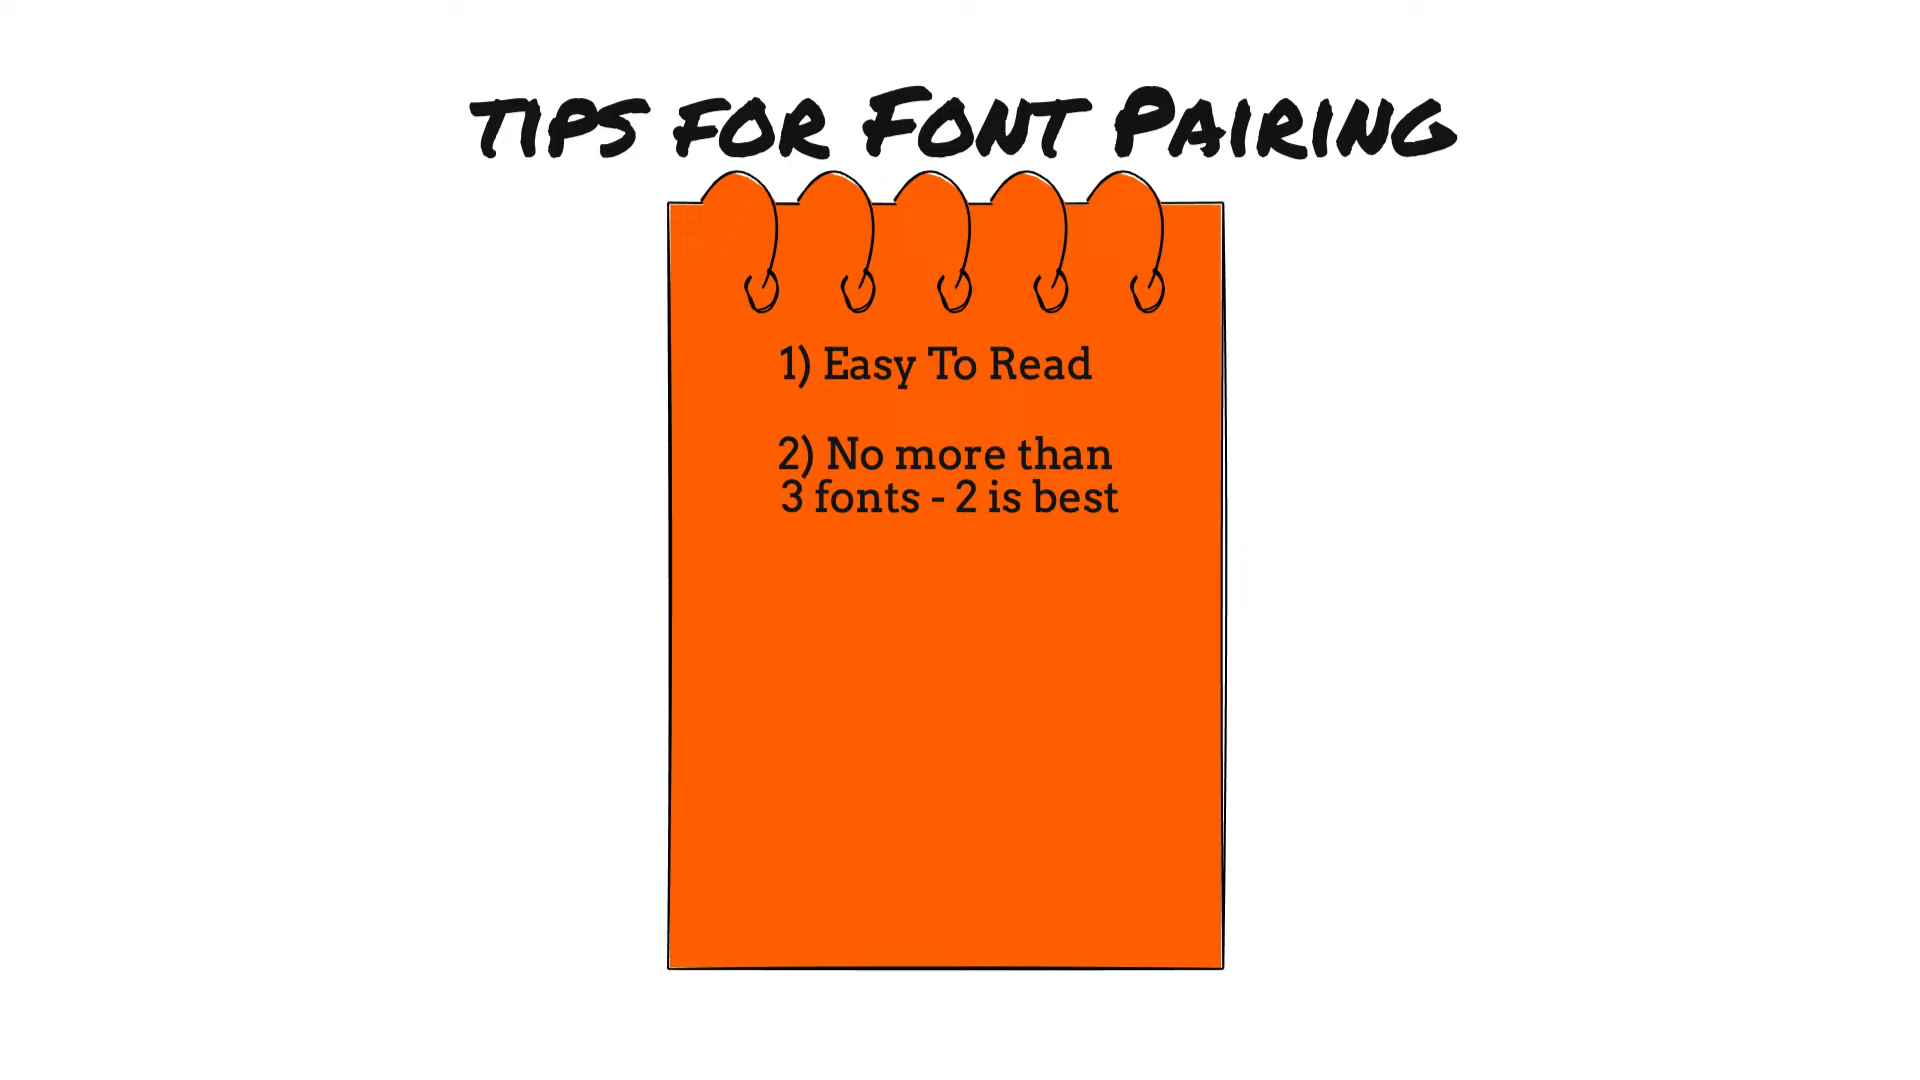 tips for Font Pairing
1) Easy To Read
2) No more than
3 fonts - 2 is best